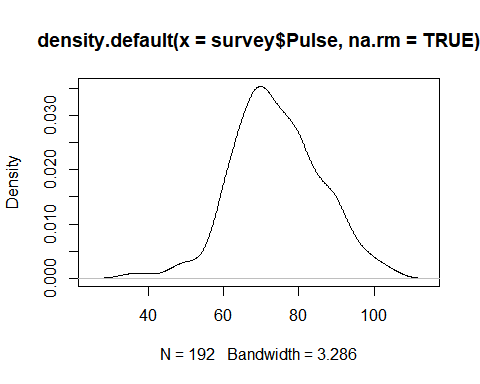 density.default(x = survey$Pulse, na.rm = TRUE)
Density
0.030
0.020
0.010
0.000
40 60 80 100
N = 192 Bandwidth = 3.286